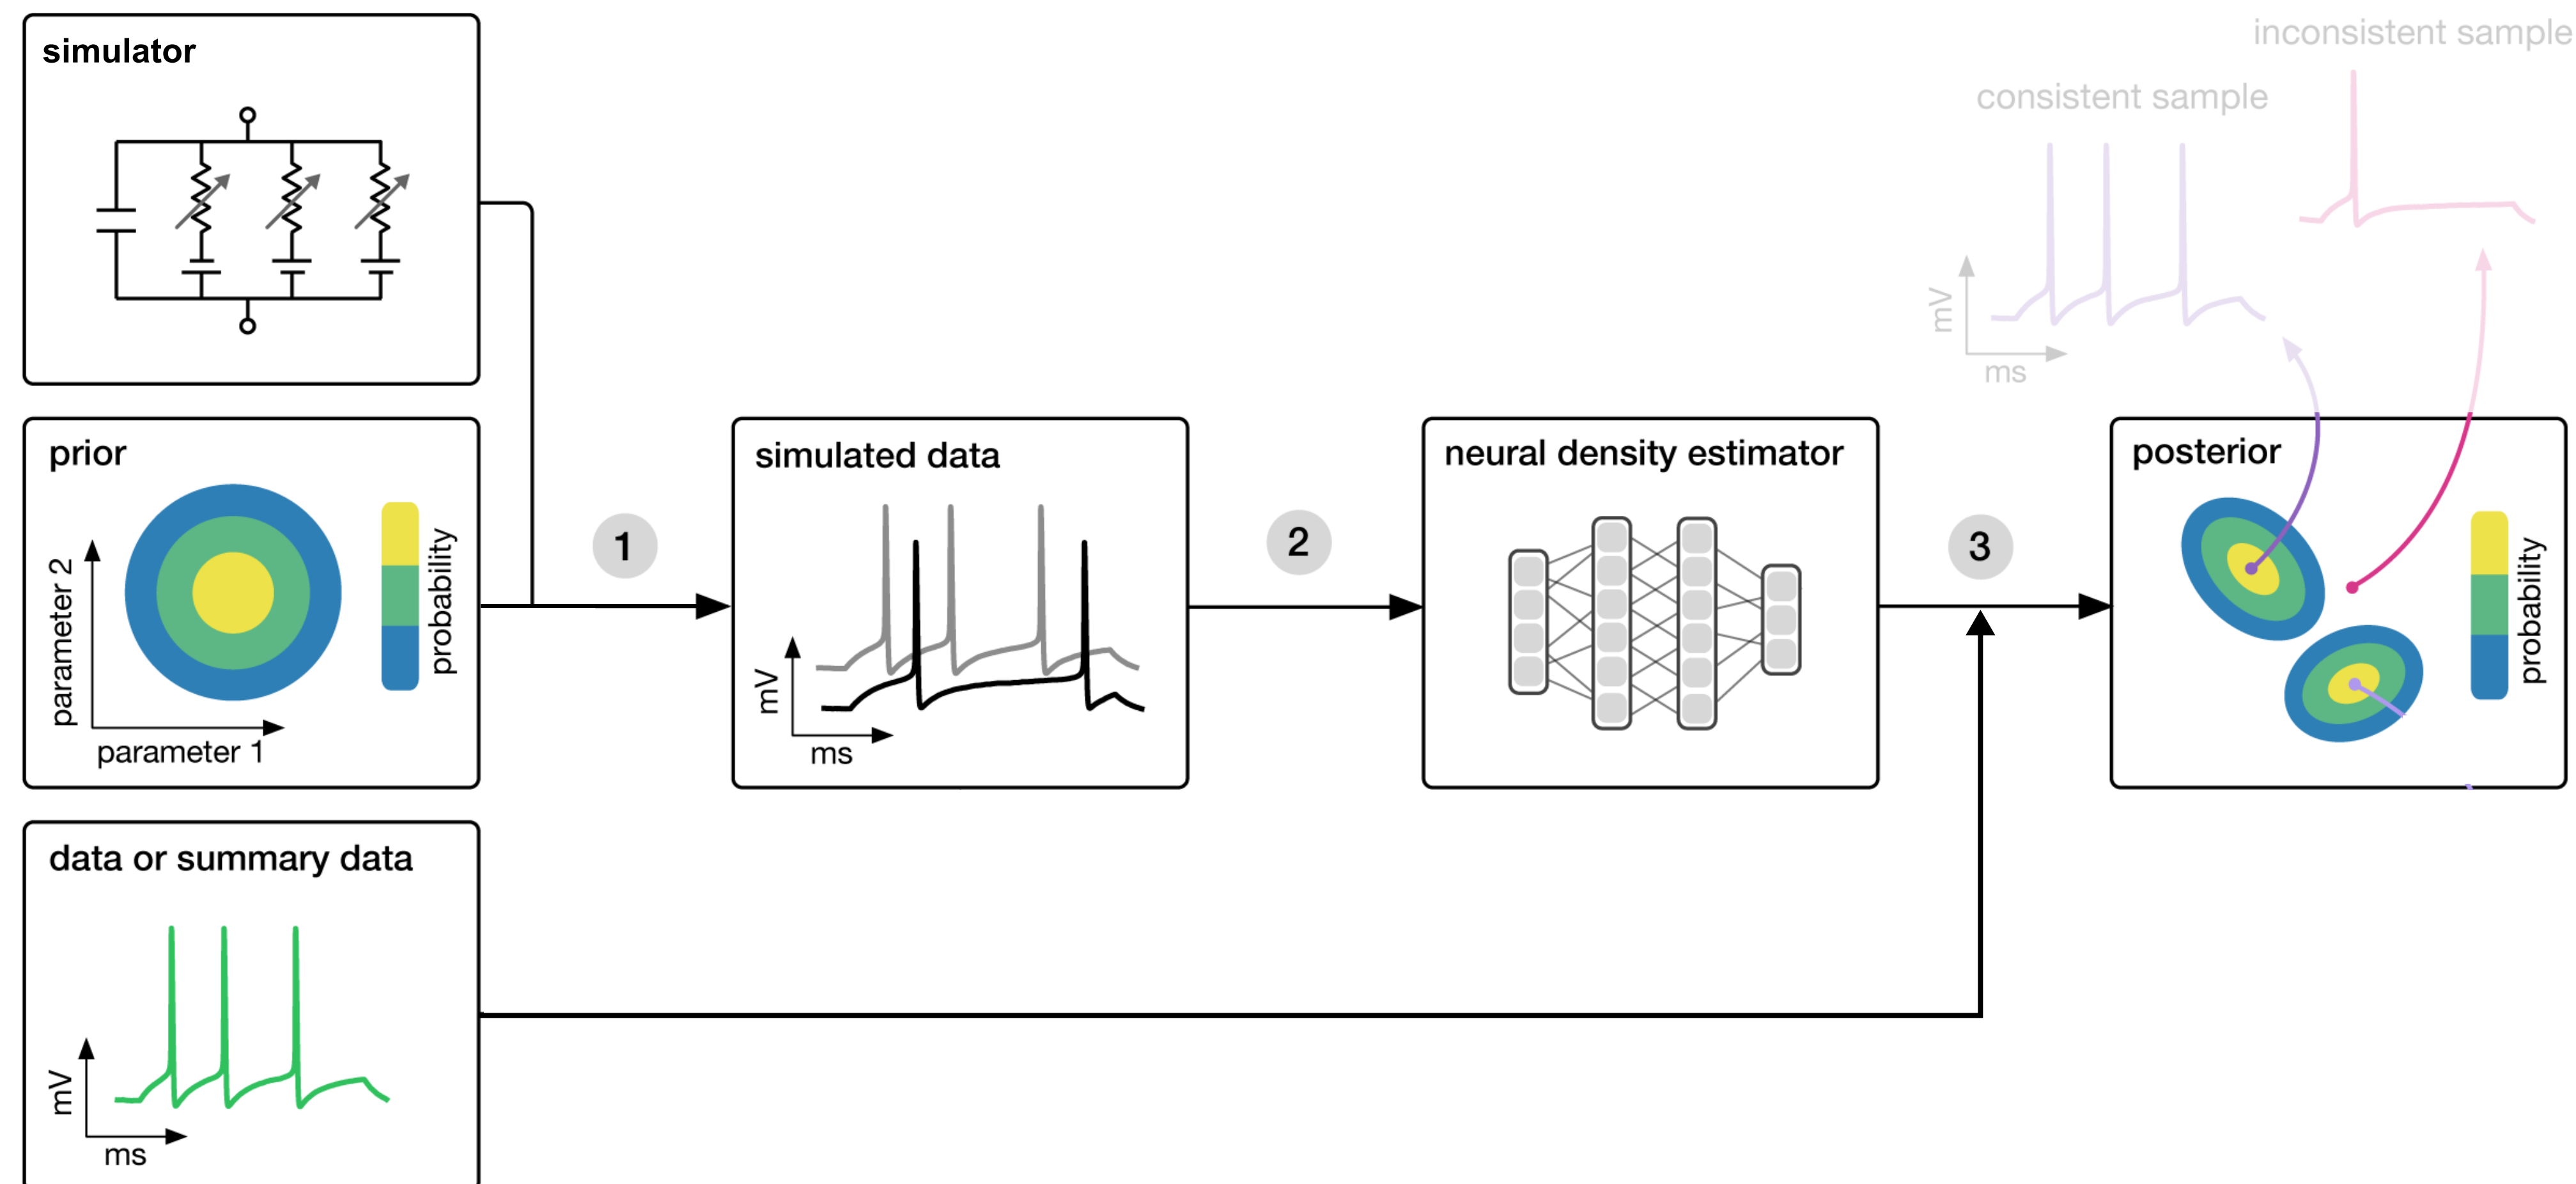 simulator
prior
parameter 2
parameter 1
probability
data or summary data
mV
ms
1
simulated data
mV
ms
2
neural density estimator
3
inconsistent sample
consistent sample
mV
ms
posterior
probability